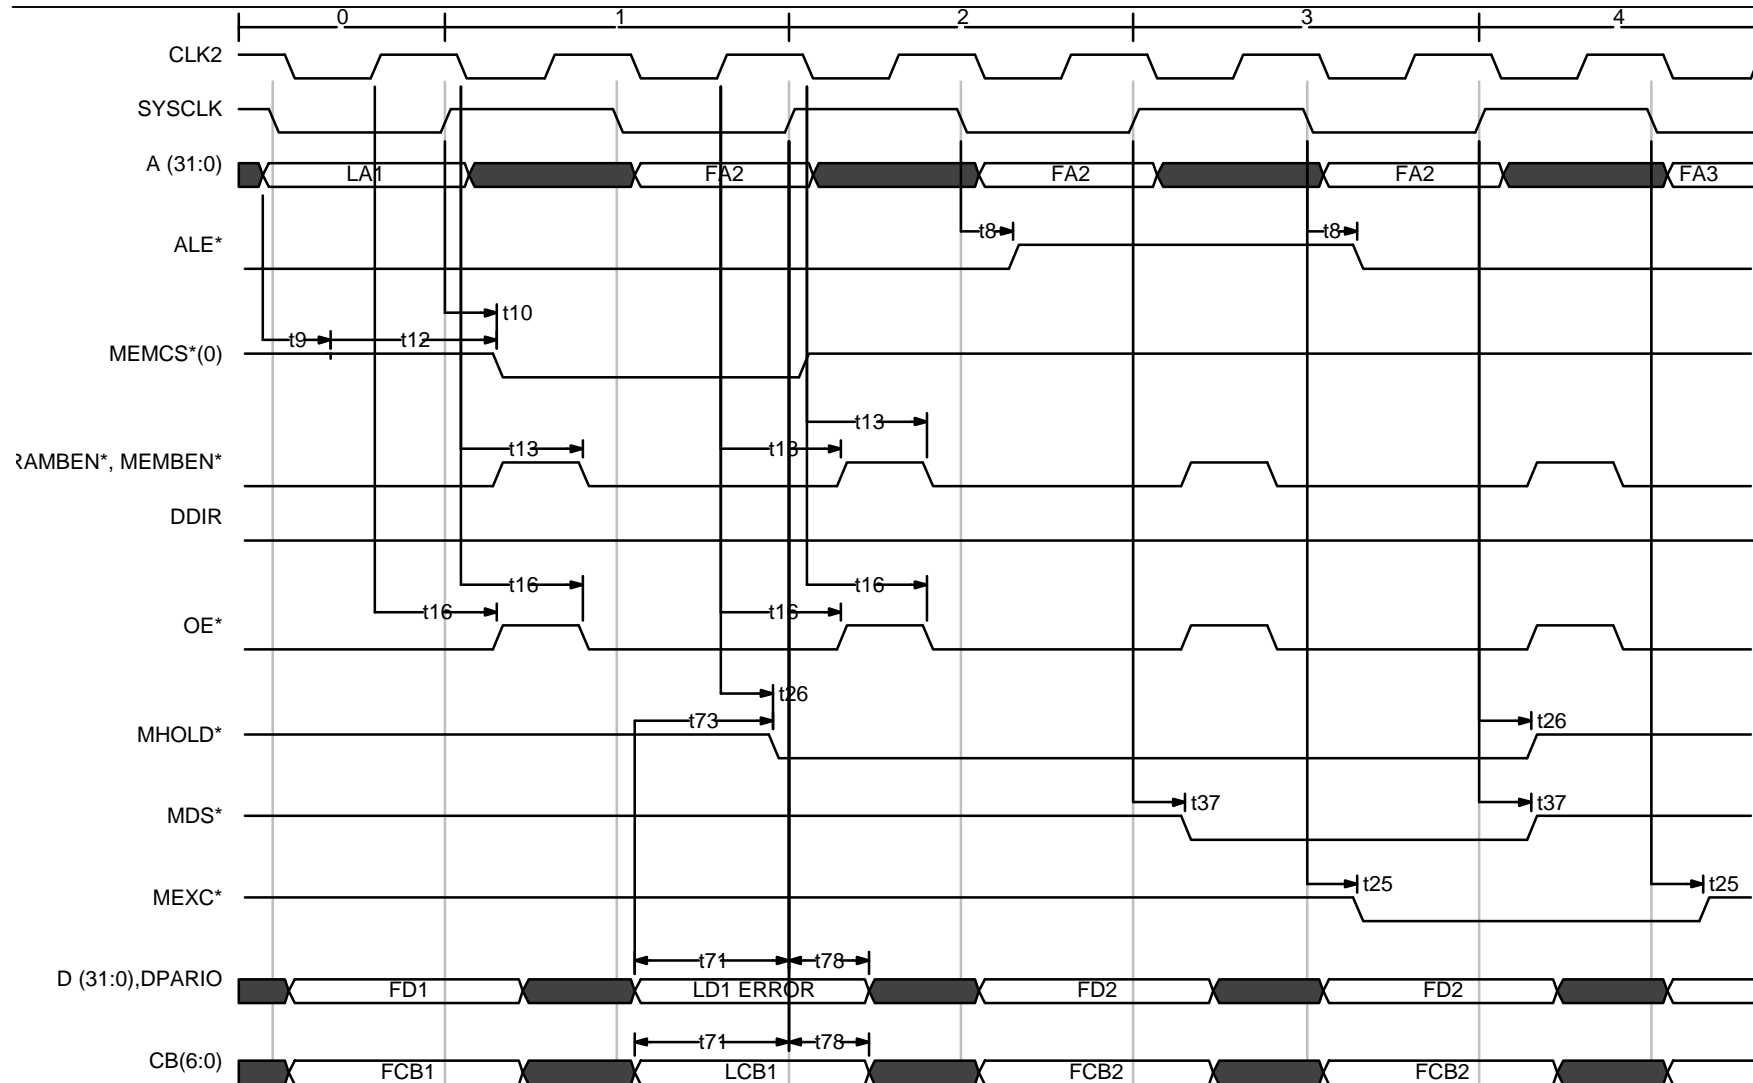 0 1 2 3 4
CLK2
SYSCLK
A (31:0) LA1 FA2 FA2 FA2 FA3
t8 t8
ALE*
t10
t9 t12
MEMCS*(0)
t13
t13 t13
RAMBEN*, MEMBEN*
DDIR
t16 t16
t16 t16
OE*
t26
t73 t26
MHOLD*
t37 t37
MDS*
t25 t25
MEXC*
t71 t78
D (31:0),DPARIO FD1 LD1 ERROR FD2 FD2
t71 t78
CB(6:0) FCB1 LCB1 FCB2 FCB2